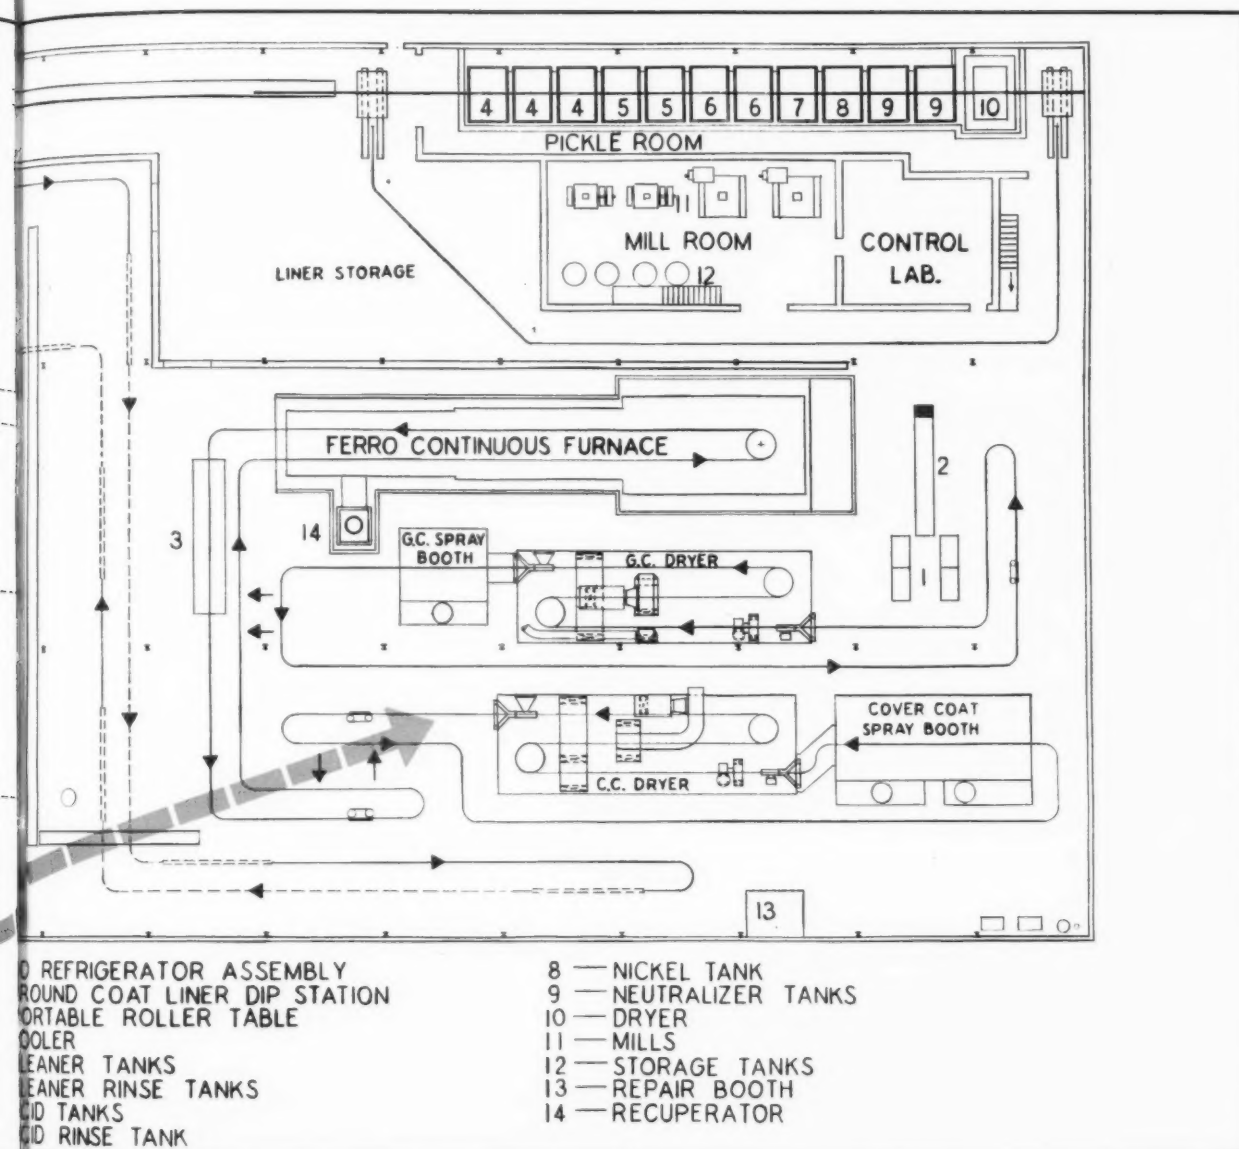 4 4 4 5 5 6 6 7 8 9 9 10
PICKLE ROOM
11
MILL ROOM
CONTROL
LAB.
LINER STORAGE
12
FERRO CONTINUOUS FURNACE
2
3
14
G.C. SPRAY
BOOTH
G.C. DRYER
1
COVER COAT
SPRAY BOOTH
C.C. DRYER
13
REFRIGERATOR ASSEMBLY
OUND COAT LINER DIP STATION
ORTABLE ROLLER TABLE
OOLER
LEANER TANKS
LEANER RINSE TANKS
CID TANKS
CID RINSE TANK
8 — NICKEL TANK
9 — NEUTRALIZER TANKS
10 — DRYER
11 — MILLS
12 — STORAGE TANKS
13 — REPAIR BOOTH
14 — RECUPERATOR